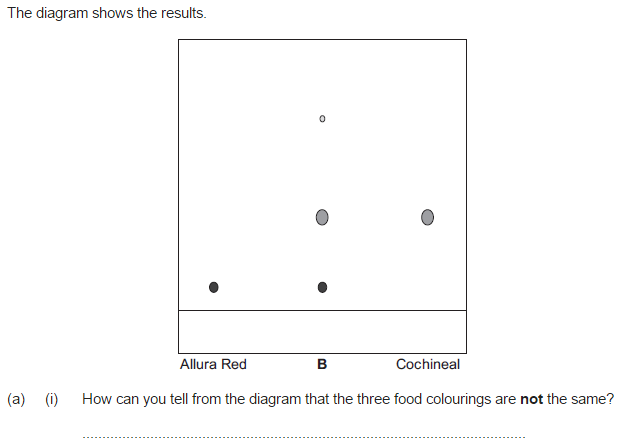 The diagram shows the results.
Allura Red B Cochineal
(a) (i) How can you tell from the diagram that the three food colourings are not the same?